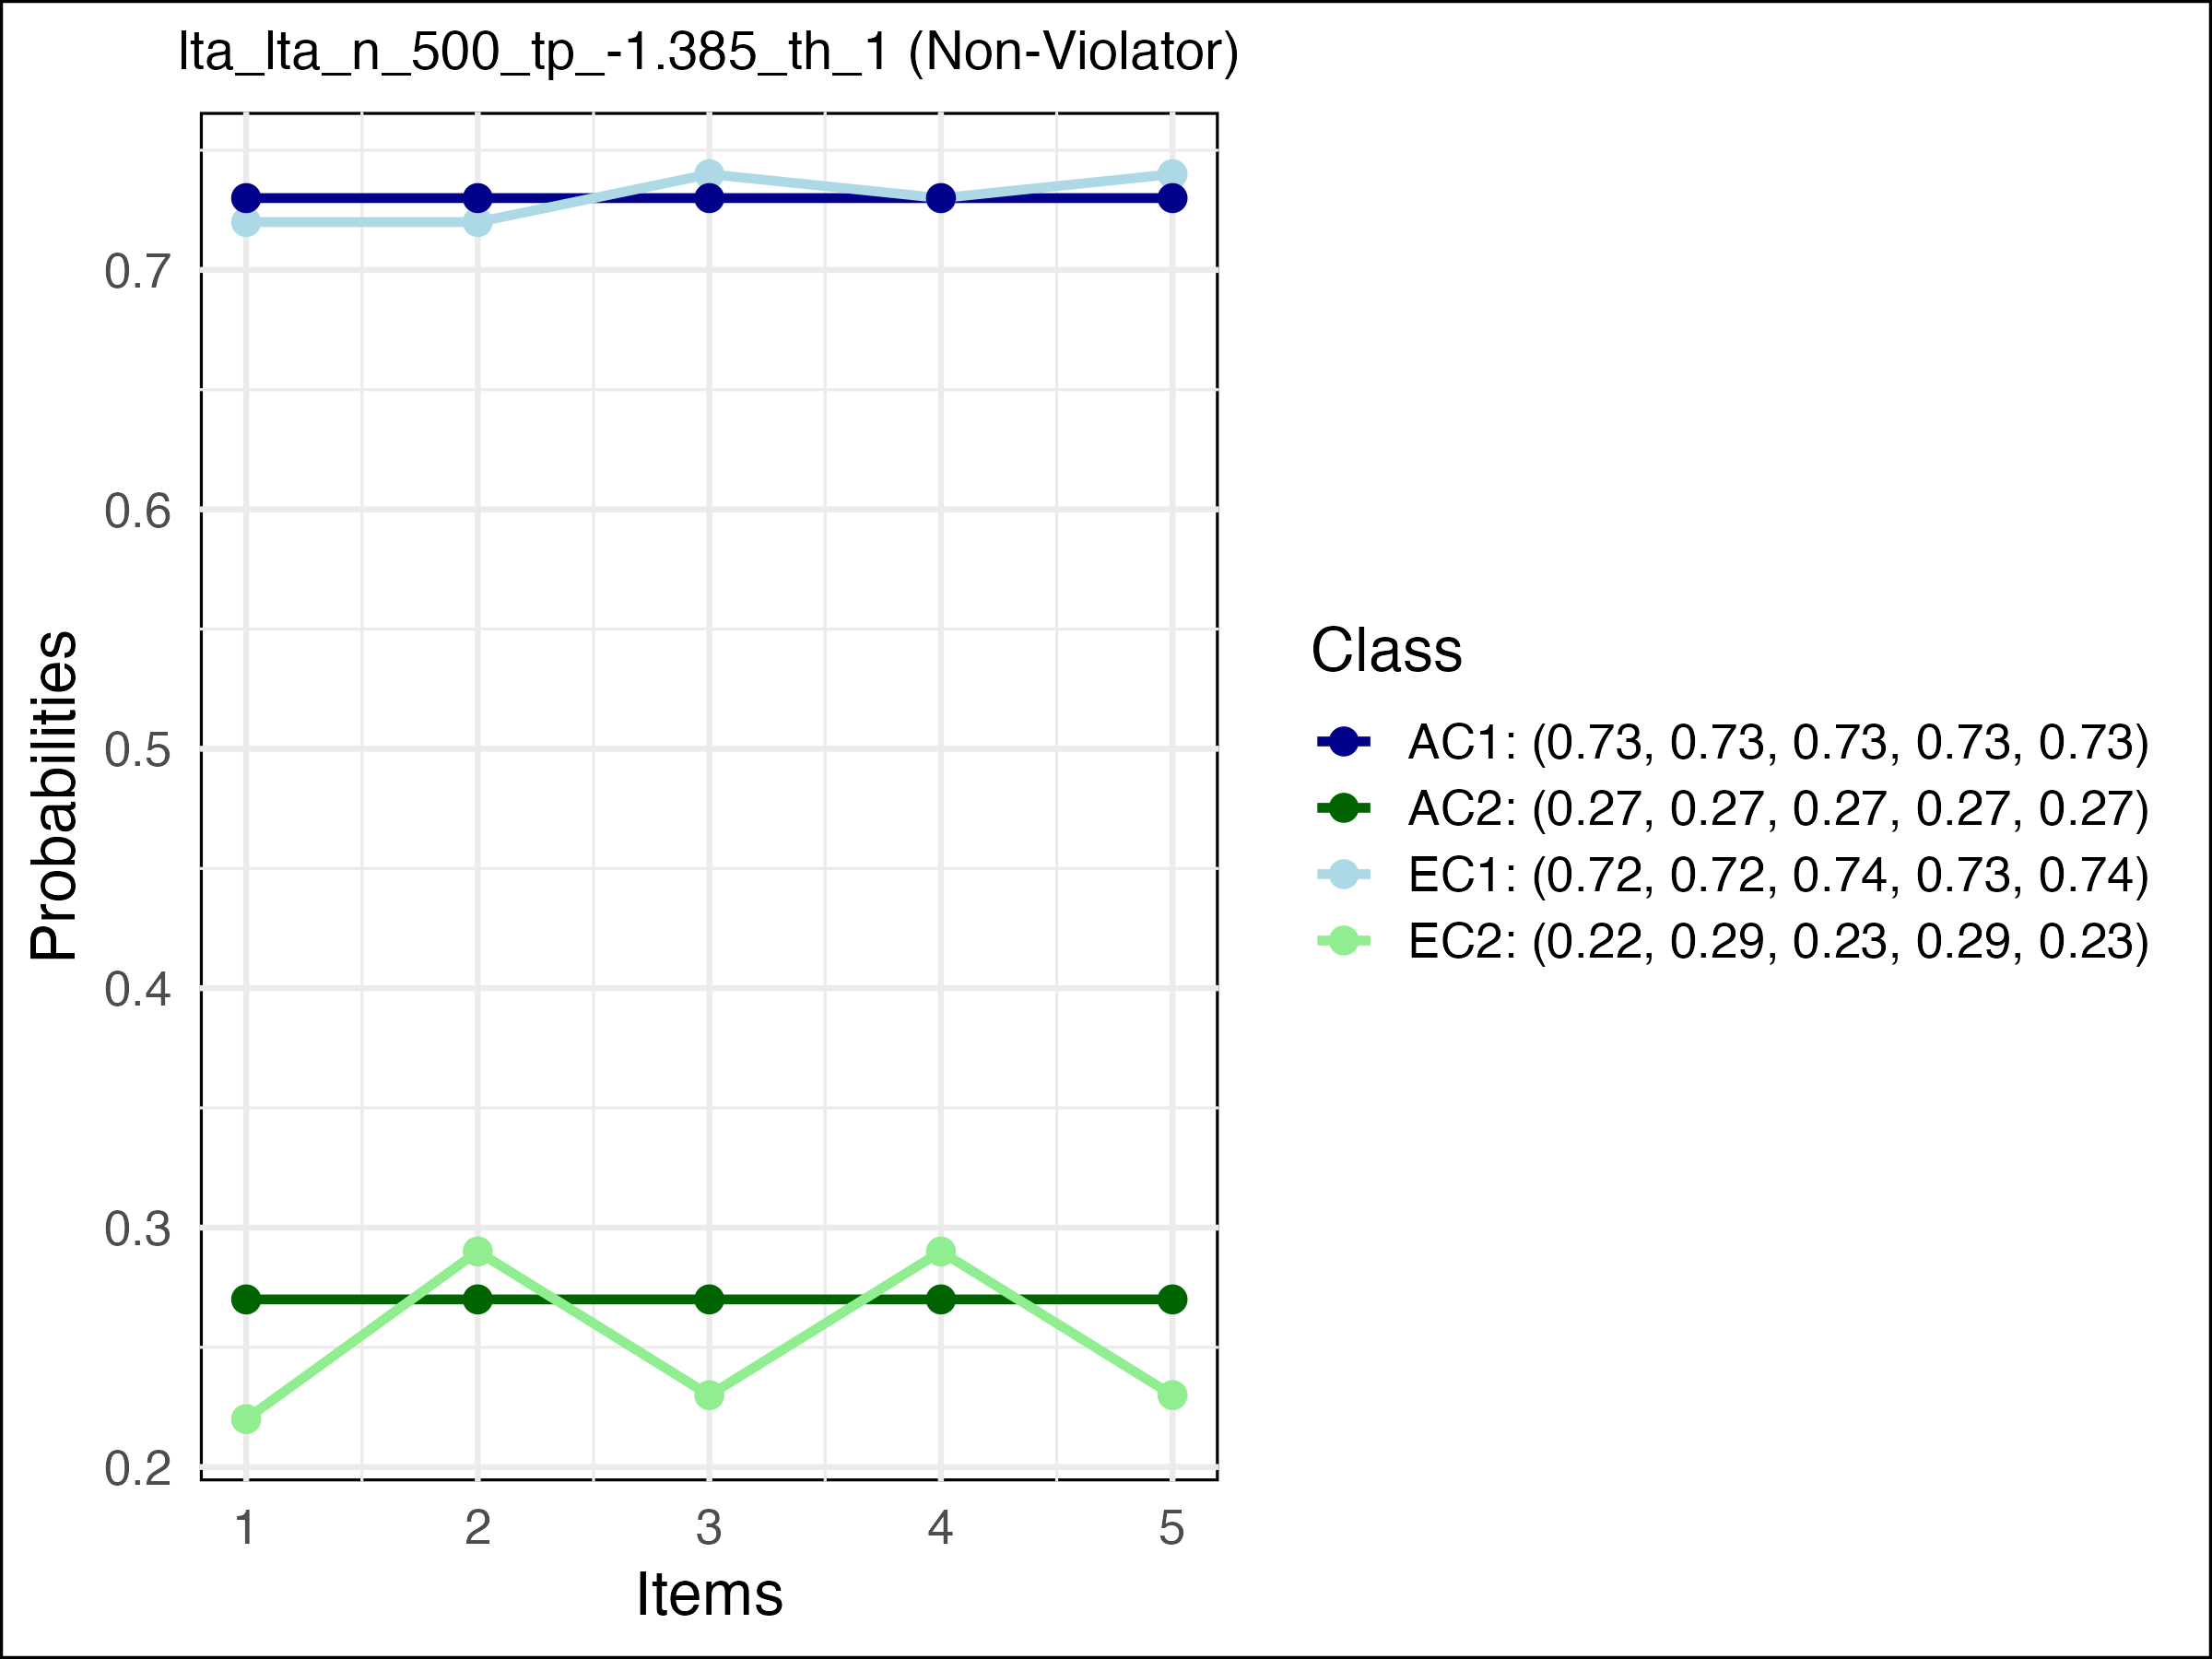 lta_lta_n_500_tp_-1.385_th_1 (Non-Violator)
0.7
0.6
0.5
0.4
0.3
0.2
Probabilities
1 2 3 4 5
Items
Class
AC1: (0.73, 0.73, 0.73, 0.73, 0.73)
AC2: (0.27, 0.27, 0.27, 0.27, 0.27)
EC1: (0.72, 0.72, 0.74, 0.73, 0.74)
EC2: (0.22, 0.29, 0.23, 0.29, 0.23)